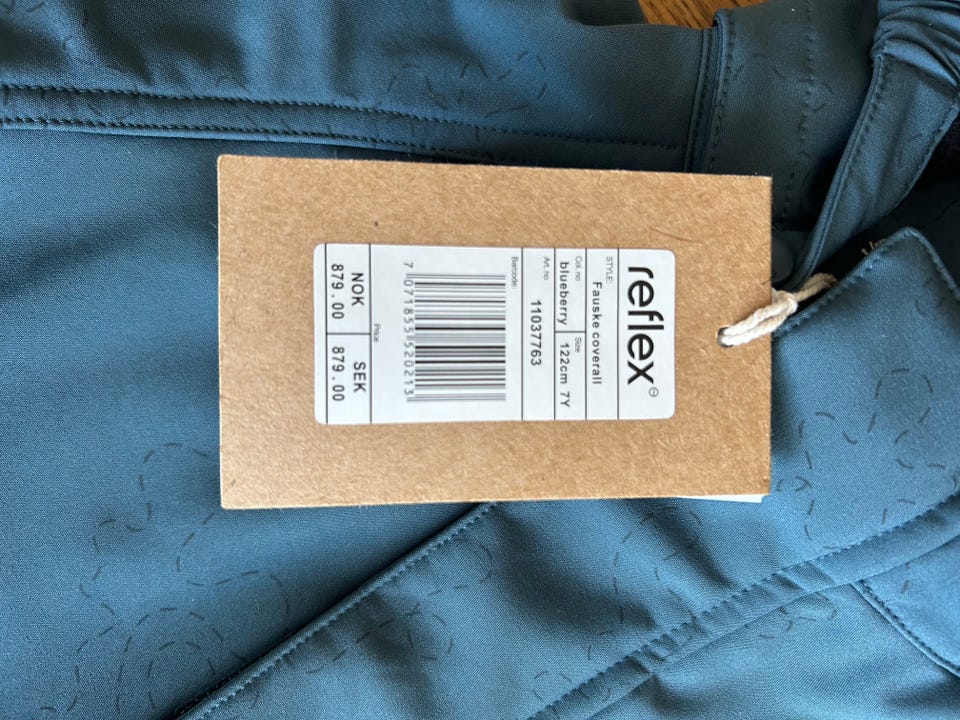 reflex
STYLE:
Fauske coverall
Col. no Size
blueberry 122cm 7Y
Art. no
11037763
Barcode:
7 071855 520213
Price
NOK SEK
879.00 879.00